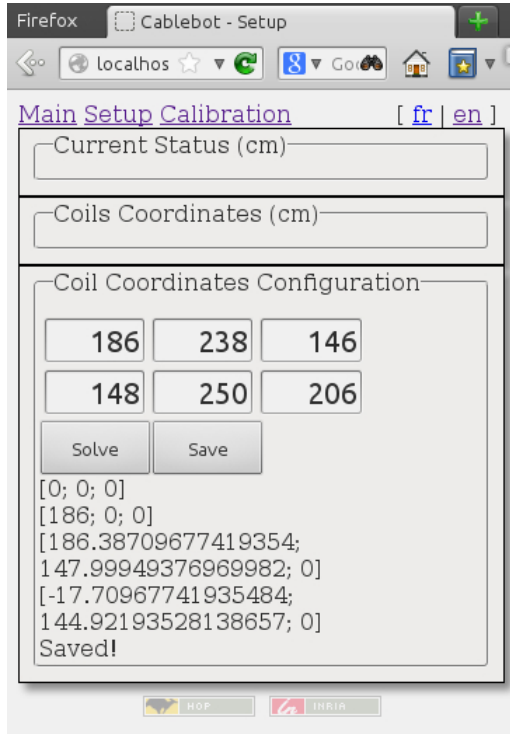 Firefox
Cablebot - Setup
localhos
Main Setup Calibration [ fr | en ]
Current Status (cm)
Coils Coordinates (cm)
Coil Coordinates Configuration
186 238 146
148 250 206
Solve Save
[0; 0; 0]
[186; 0; 0]
[186.38709677419354;
147.99949376969982; 0]
[-17.70967741935484;
144.92193528138657; 0]
Saved!
HOP INRIA